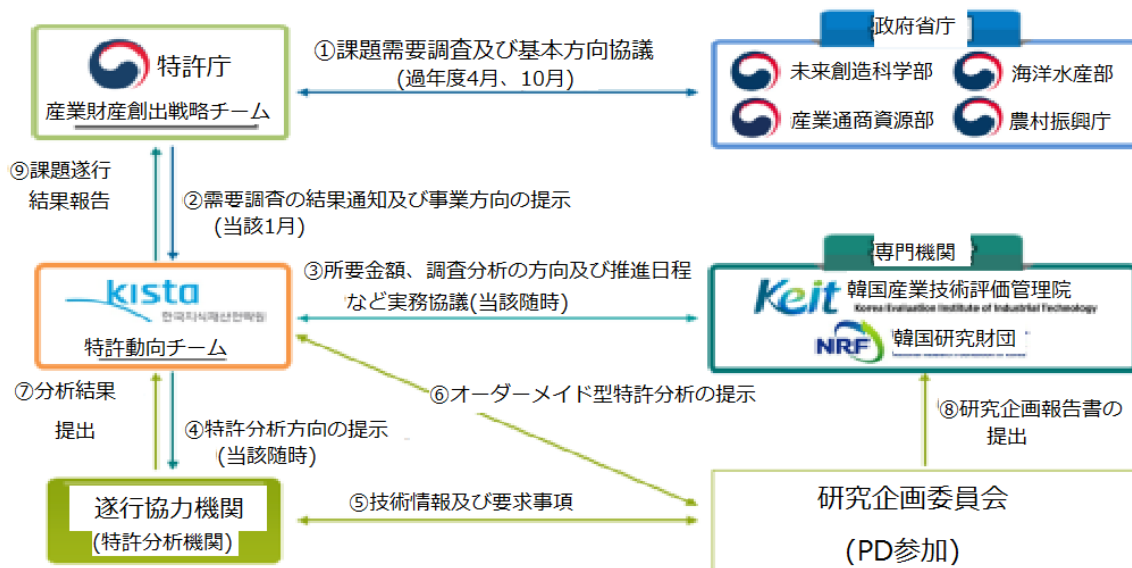 特許庁
産業財産創出戦略チーム
①課題需要調査及び基本方向協議
(過年度4月、10月)
政府省庁
未来創造科学部
海洋水産部
産業通商資源部
農村振興庁
⑨課題遂行
結果報告
②需要調査の結果通知及び事業方向の提示
(当該1月)
kista
한국지식재산전략원
特許動向チーム
③所要金額、調査分析の方向及び推進日程
など実務協議(当該随時)
専門機関
Keit 韓国産業技術評価管理院
Korea Evaluation Institute of Industrial Technology
NRF 韓国研究財団
⑦分析結果
提出
④特許分析方向の提示
(当該随時)
⑥オーダーメイド型特許分析の提示
⑧研究企画報告書の
提出
遂行協力機関
(特許分析機関)
⑤技術情報及び要求事項
研究企画委員会
(PD参加)